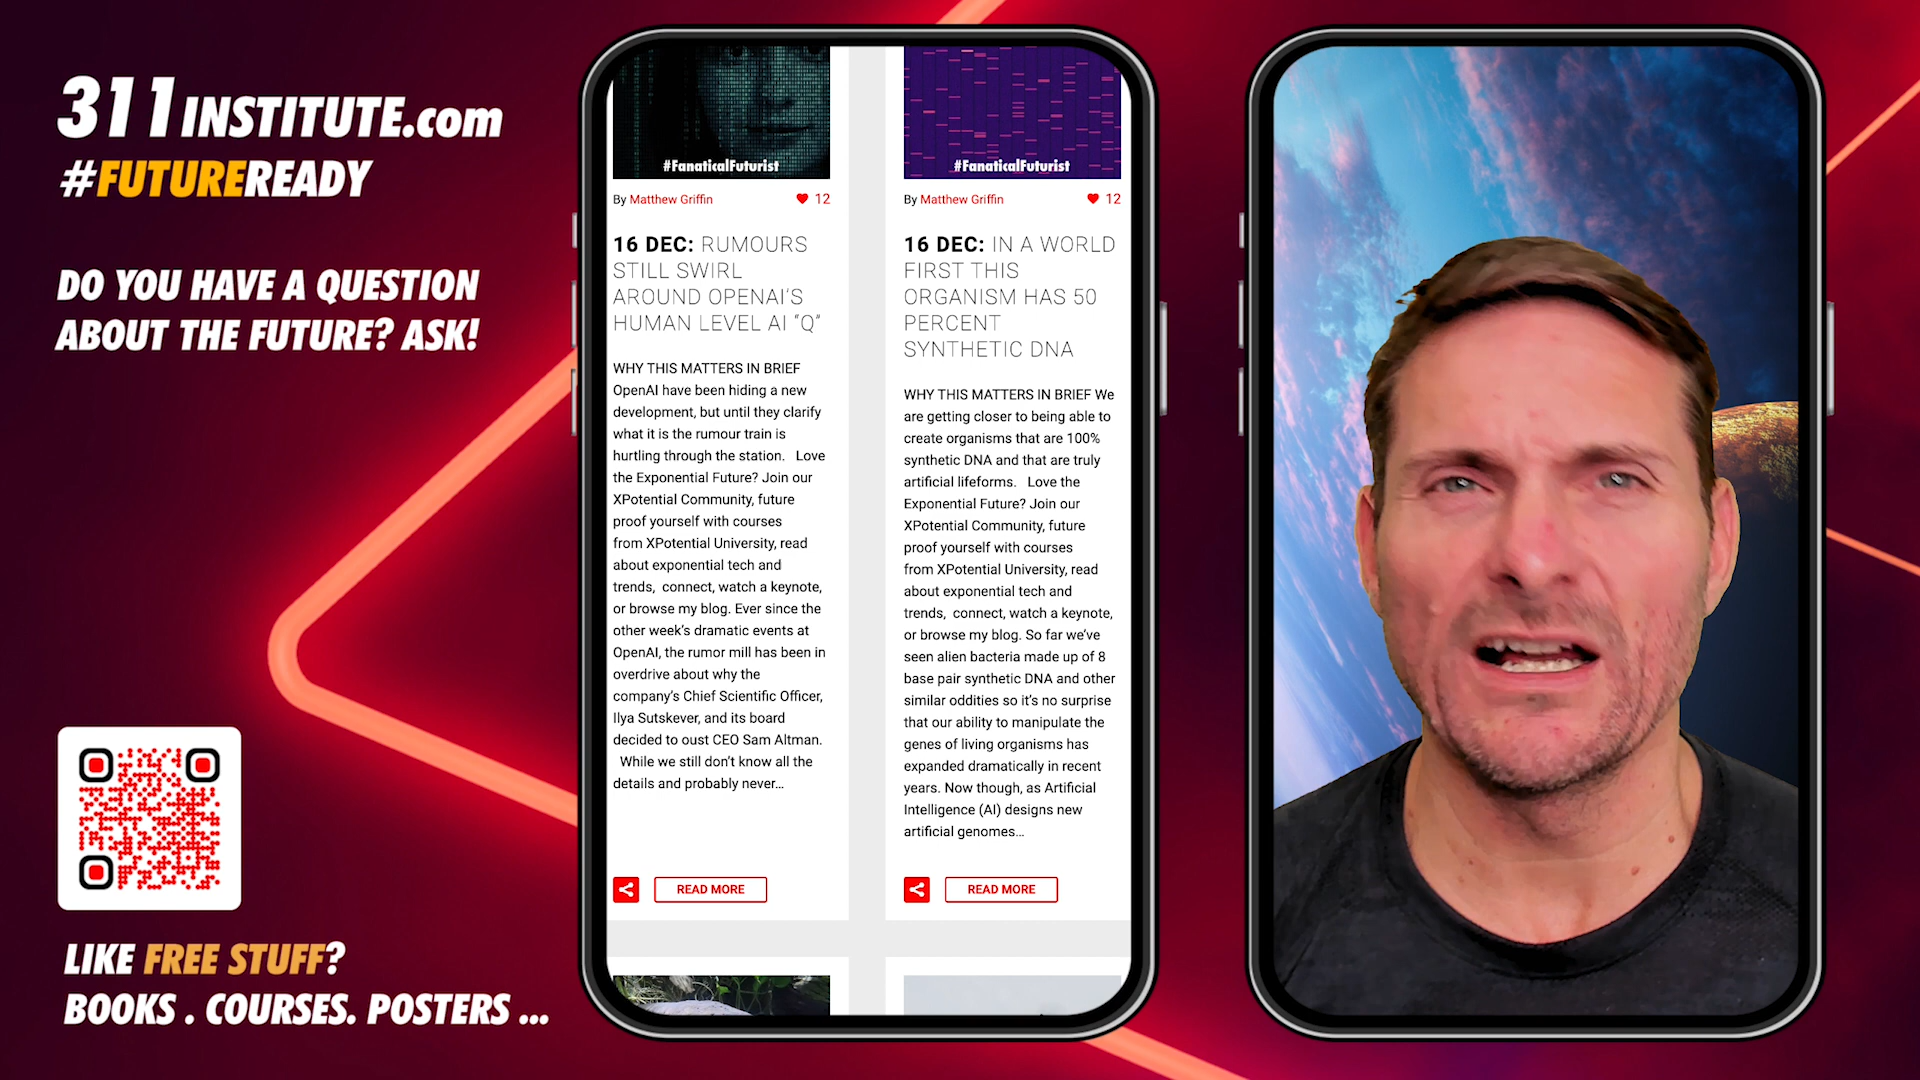 311INSTITUTE.com
#FUTUREREADY
DO YOU HAVE A QUESTION
ABOUT THE FUTURE? ASK!
LIKE FREE STUFF?
BOOKS . COURSES. POSTERS ...
#FanaticalFuturist
By Matthew Griffin
12
16 DEC: RUMOURS
STILL SWIRL
AROUND OPENAI'S
HUMAN LEVEL AI "Q"
WHY THIS MATTERS IN BRIEF
OpenAI have been hiding a new
development, but until they clarify
what it is the rumour train is
hurtling through the station.   Love
the Exponential Future? Join our
XPotential Community, future
proof yourself with courses
from XPotential University, read
about exponential tech and
trends,  connect, watch a keynote,
or browse my blog. Ever since the
other week's dramatic events at
OpenAI, the rumor mill has been in
overdrive about why the
company's Chief Scientific Officer,
Ilya Sutskever, and its board
decided to oust CEO Sam Altman.
While we still don't know all the
details and probably never...
READ MORE
#FanaticalFuturist
By Matthew Griffin
12
16 DEC: IN A WORLD
FIRST THIS
ORGANISM HAS 50
PERCENT
SYNTHETIC DNA
WHY THIS MATTERS IN BRIEF We
are getting closer to being able to
create organisms that are 100%
synthetic DNA and that are truly
artificial lifeforms.   Love the
Exponential Future? Join our
XPotential Community, future
proof yourself with courses
from XPotential University, read
about exponential tech and
trends,  connect, watch a keynote,
or browse my blog. So far we've
seen alien bacteria made up of 8
base pair synthetic DNA and other
similar oddities so it's no surprise
that our ability to manipulate the
genes of living organisms has
expanded dramatically in recent
years. Now though, as Artificial
Intelligence (AI) designs new
artificial genomes...
READ MORE